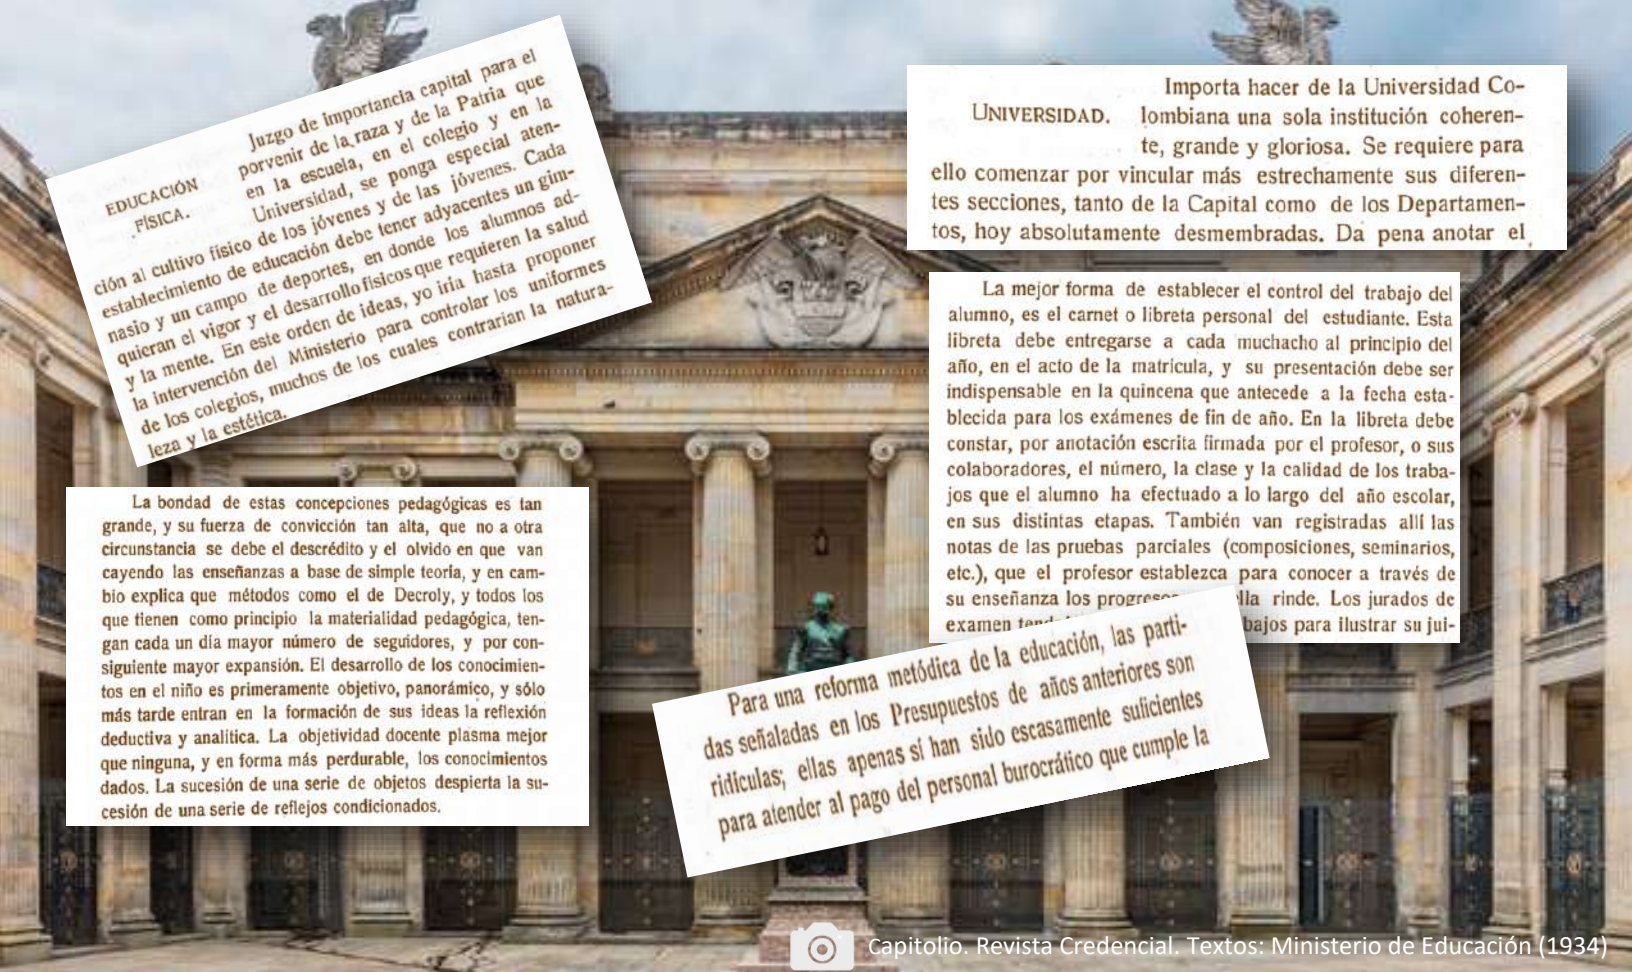 Juzgo de importancia capital para el
EDUCACIÓN porvenir de la raza y de la Patria que
FÍSICA. en la escuela, en el colegio y en la
Universidad, se ponga especial aten-
ción al cultivo físico de los jóvenes y de las jóvenes. Cada
establecimiento de educación debe tener adyacentes un gim-
nasio y un campo de deportes, en donde los alumnos ad-
quieran el vigor y el desarrollo físicos que requieren la salud
y la mente. En este orden de ideas, yo iría hasta proponer
la intervención del Ministerio para controlar los uniformes
de los colegios, muchos de los cuales contrarían la natura-
leza y la estética.
Importa hacer de la Universidad Co-
UNIVERSIDAD. lombiana una sola institución coheren-
te, grande y gloriosa. Se requiere para
ello comenzar por vincular más estrechamente sus diferen-
tes secciones, tanto de la Capital como de los Departamen-
tos, hoy absolutamente desmembradas. Da pena anotar el
La mejor forma de establecer el control del trabajo del
alumno, es el carnet o libreta personal del estudiante. Esta
libreta debe entregarse a cada muchacho al principio del
año, en el acto de la matrícula, y su presentación debe ser
indispensable en la quincena que antecede a la fecha esta-
blecida para los exámenes de fin de año. En la libreta debe
constar, por anotación escrita firmada por el profesor, o sus
colaboradores, el número, la clase y la calidad de los traba-
jos que el alumno ha efectuado a lo largo del año escolar,
en sus distintas etapas. También van registradas allí las
notas de las pruebas parciales (composiciones, seminarios,
etc.), que el profesor establezca para conocer a través de
su enseñanza los rinde. Los jurados de
examen para ilustrar su jui-
La bondad de estas concepciones pedagógicas es tan
grande, y su fuerza de convicción tan alta, que no a otra
circunstancia se debe el descrédito y el olvido en que van
cayendo las enseñanzas a base de simple teoría, y en cam-
bio explica que métodos como el de Decroly, y todos los
que tienen como principio la materialidad pedagógica, ten-
gan cada un día mayor número de seguidores, y por con-
siguiente mayor expansión. El desarrollo de los conocimien-
tos en el niño es primeramente objetivo, panorámico, y sólo
más tarde entran en la formación de sus ideas la reflexión
deductiva y analítica. La objetividad docente plasma mejor
que ninguna, y en forma más perdurable, los conocimientos
dados. La sucesión de una serie de objetos despierta la su-
cesión de una serie de reflejos condicionados.
Para una reforma metódica de la educación, las parti-
das señaladas en los Presupuestos de años anteriores son
ridículas; ellas apenas sí han sido escasamente suficientes
para atender al pago del personal burocrático que cumple la
Capitolio. Revista Credencial. Textos: Ministerio de Educación (1934)